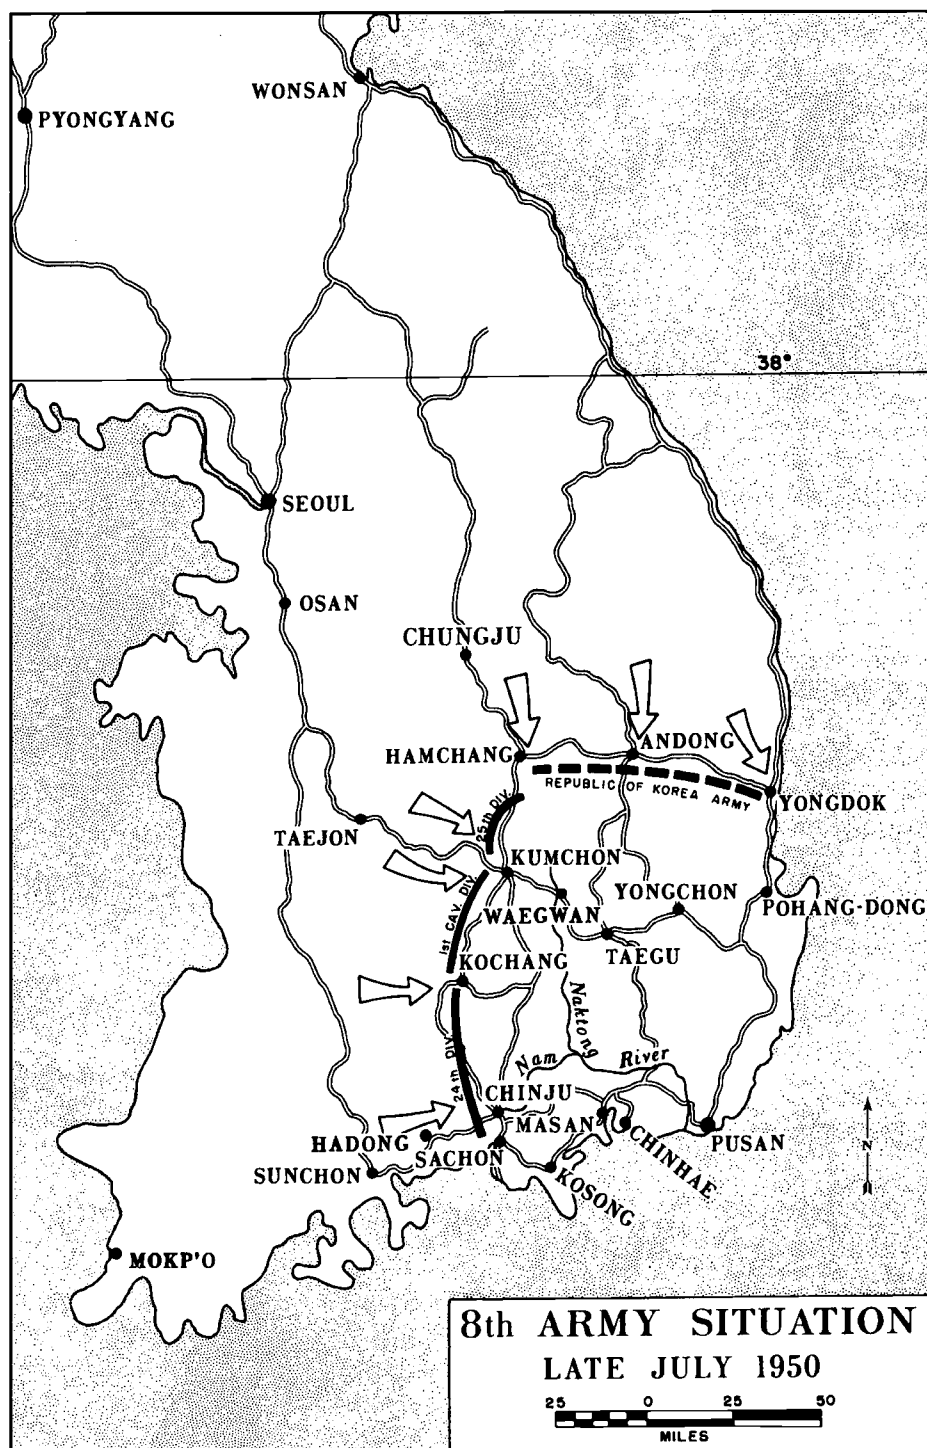 WONSAN
PYONGYANG
38°
SEOUL
OSAN
CHUNGJU
HAMCHANG
ANDONG
REPUBLIC OF KOREA ARMY
YONGDOK
25th DIV.
TAEJON
KUMCHON
1st CAV. DIV.
WAEGWAN
YONGCHON
POHANG-DONG
TAEGU
KOCHANG
Naktong
Nam River
24th DIV.
CHINJU
MASAN
HADONG
SACHON
CHINHAE
PUSAN
N
SUNCHON
KOSONG
MOKP'O
8th ARMY SITUATION
LATE JULY 1950
25 0 25 50
MILES